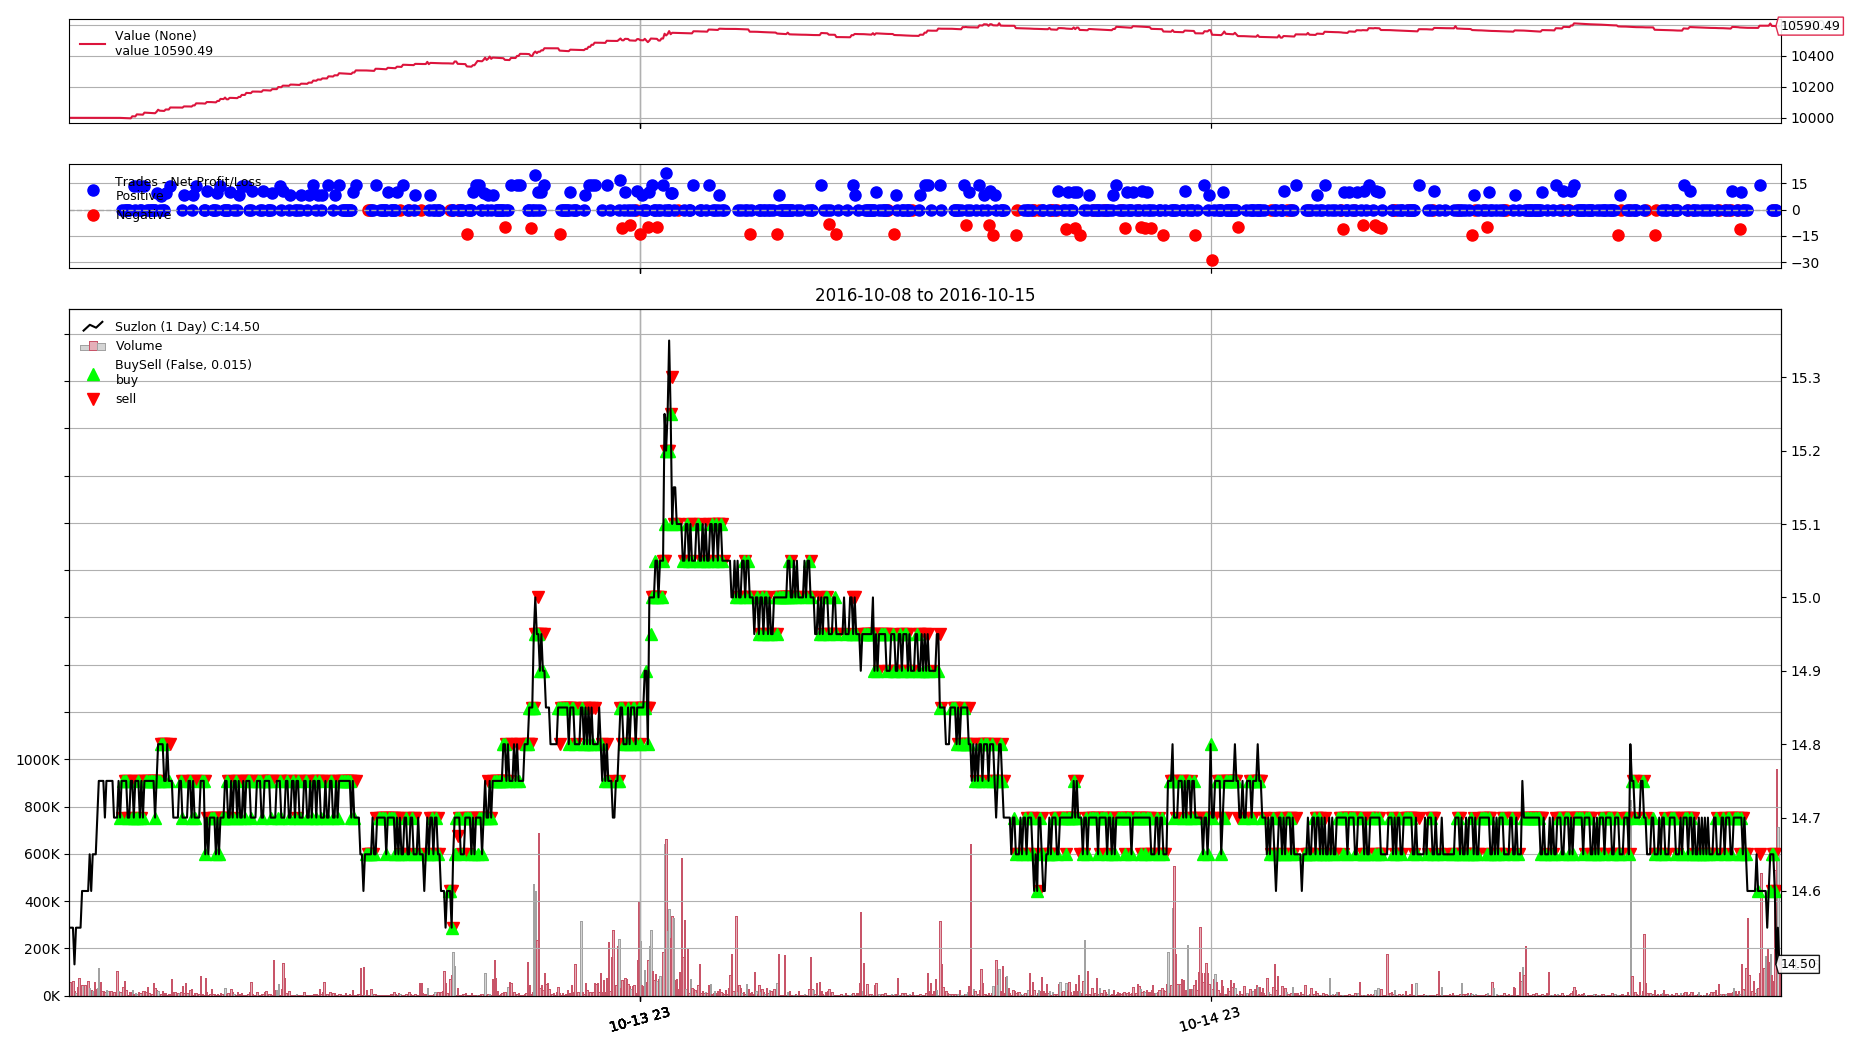 Value (None)
value 10590.49
10590.49
10400
10200
10000
Trades - Net Profit/Loss
Positive
Negative
15
0
−15
−30
2016-10-08 to 2016-10-15
Suzlon (1 Day) C:14.50
Volume
BuySell (False, 0.015)
buy
sell
15.3
15.2
15.1
15.0
14.9
14.8
14.7
14.6
14.50
1000K
800K
600K
400K
200K
0K
10-13 23
10-14 23